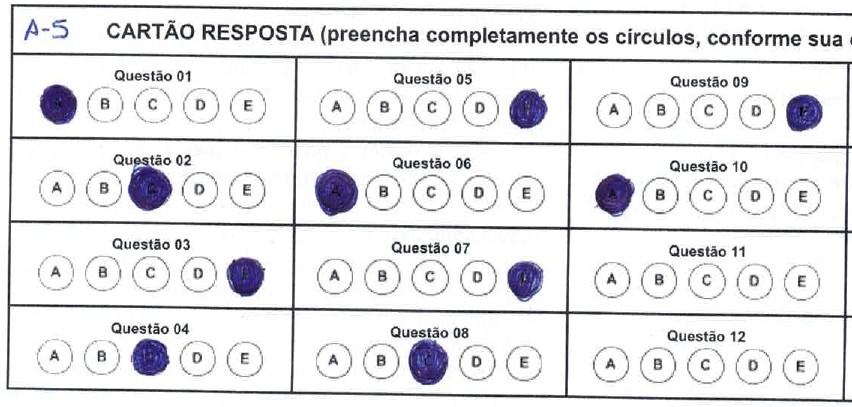 A-5 CARTÃO RESPOSTA (preencha completamente os círculos, conforme sua
Questão 01 Questão 05 Questão 09
A B C D E A B C D E A B C D E
Questão 02 Questão 06 Questão 10
A B C D E A B C D E A B C D E
Questão 03 Questão 07 Questão 11
A B C D E A B C D E A B C D E
Questão 04 Questão 08 Questão 12
A B C D E A B C D E A B C D E